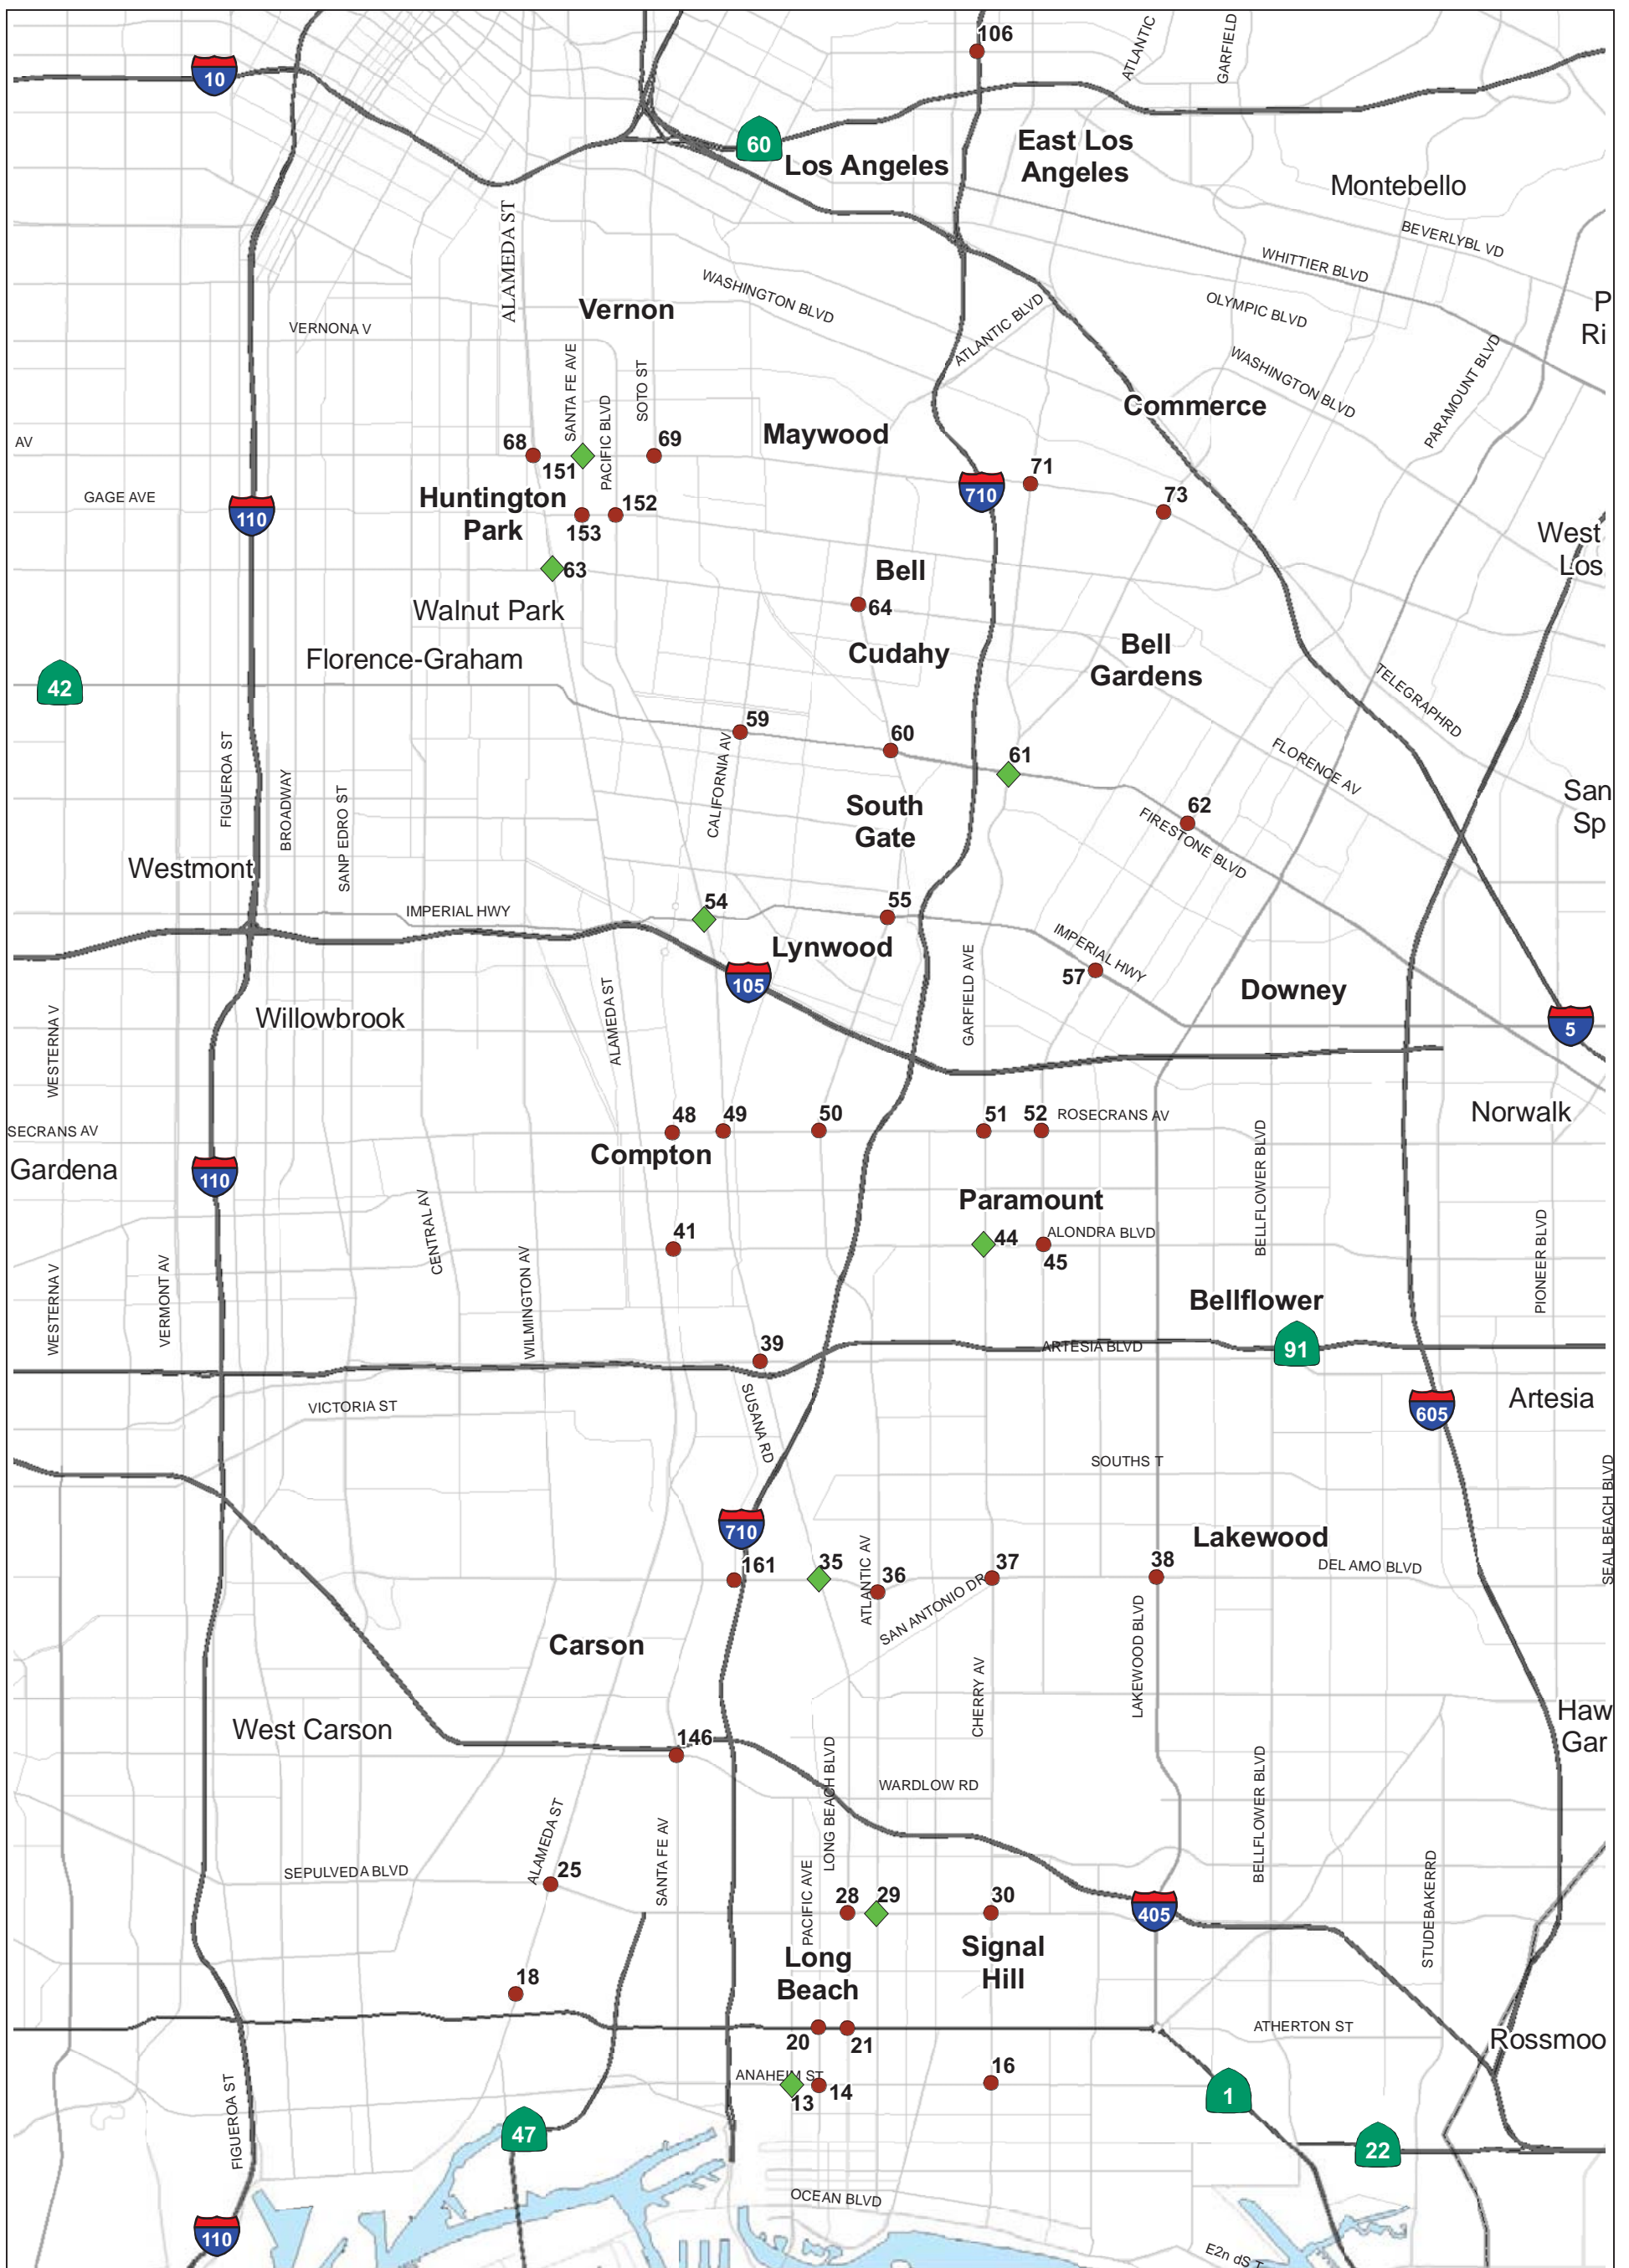 106
ATLANTIC
GARFIELD
10
60
Los Angeles
East Los
Angeles
Montebello
BEVERLYBL VD
WHITTIER BLVD
ALAMEDA ST
WASHINGTON BLVD
OLYMPIC BLVD
P
Ri
Vernon
VERNONA V
ATLANTIC BLVD
WASHINGTON BLVD
PARAMOUNT BLVD
SANTA FE AVE
SOTO ST
PACIFIC BLVD
Commerce
AV
68
151
69
Maywood
71
710
73
GAGE AVE
110
Huntington
Park
152
153
West
Los
63
Bell
64
Walnut Park
Cudahy
Bell
Gardens
Florence-Graham
42
TELEGRAPHRD
59
60
61
FIGUEROA ST
BROADWAY
SANP EDRO ST
CALIFORNIA AV
FLORENCE AV
South
Gate
62
FIRESTONE BLVD
San
Sp
Westmont
54
55
IMPERIAL HWY
Lynwood
IMPERIAL HWY
57
105
GARFIELD AVE
Downey
5
Willowbrook
ALAMEDA ST
WESTERNA V
48
49
50
51
52
ROSECRANS AV
Norwalk
SECRANS AV
Compton
Gardena
110
BELLFLOWER BLVD
Paramount
CENTRAL AV
41
44
ALONDRA BLVD
45
PIONEER BLVD
WESTERNA V
VERMONT AV
WILMINGTON AV
Bellflower
39
ARTESIA BLVD
91
VICTORIA ST
SUSANA RD
605
Artesia
SOUTHS T
SEAL BEACH BLVD
710
Lakewood
161
35
ATLANTIC AV
36
37
38
DEL AMO BLVD
SAN ANTONIO DR
Carson
LAKEWOOD BLVD
CHERRY AV
West Carson
146
Haw
Gar
LONG BEACH BLVD
WARDLOW RD
BELLFLOWER BLVD
ALAMEDA ST
SANTA FE AV
SEPULVEDA BLVD
25
PACIFIC AVE
28
29
30
405
STUDEBAKERRD
Long
Beach
Signal
Hill
18
20
21
ATHERTON ST
Rossmoo
ANAHEIM ST
13
14
16
1
FIGUEROA ST
47
22
OCEAN BLVD
110
E2n dS T